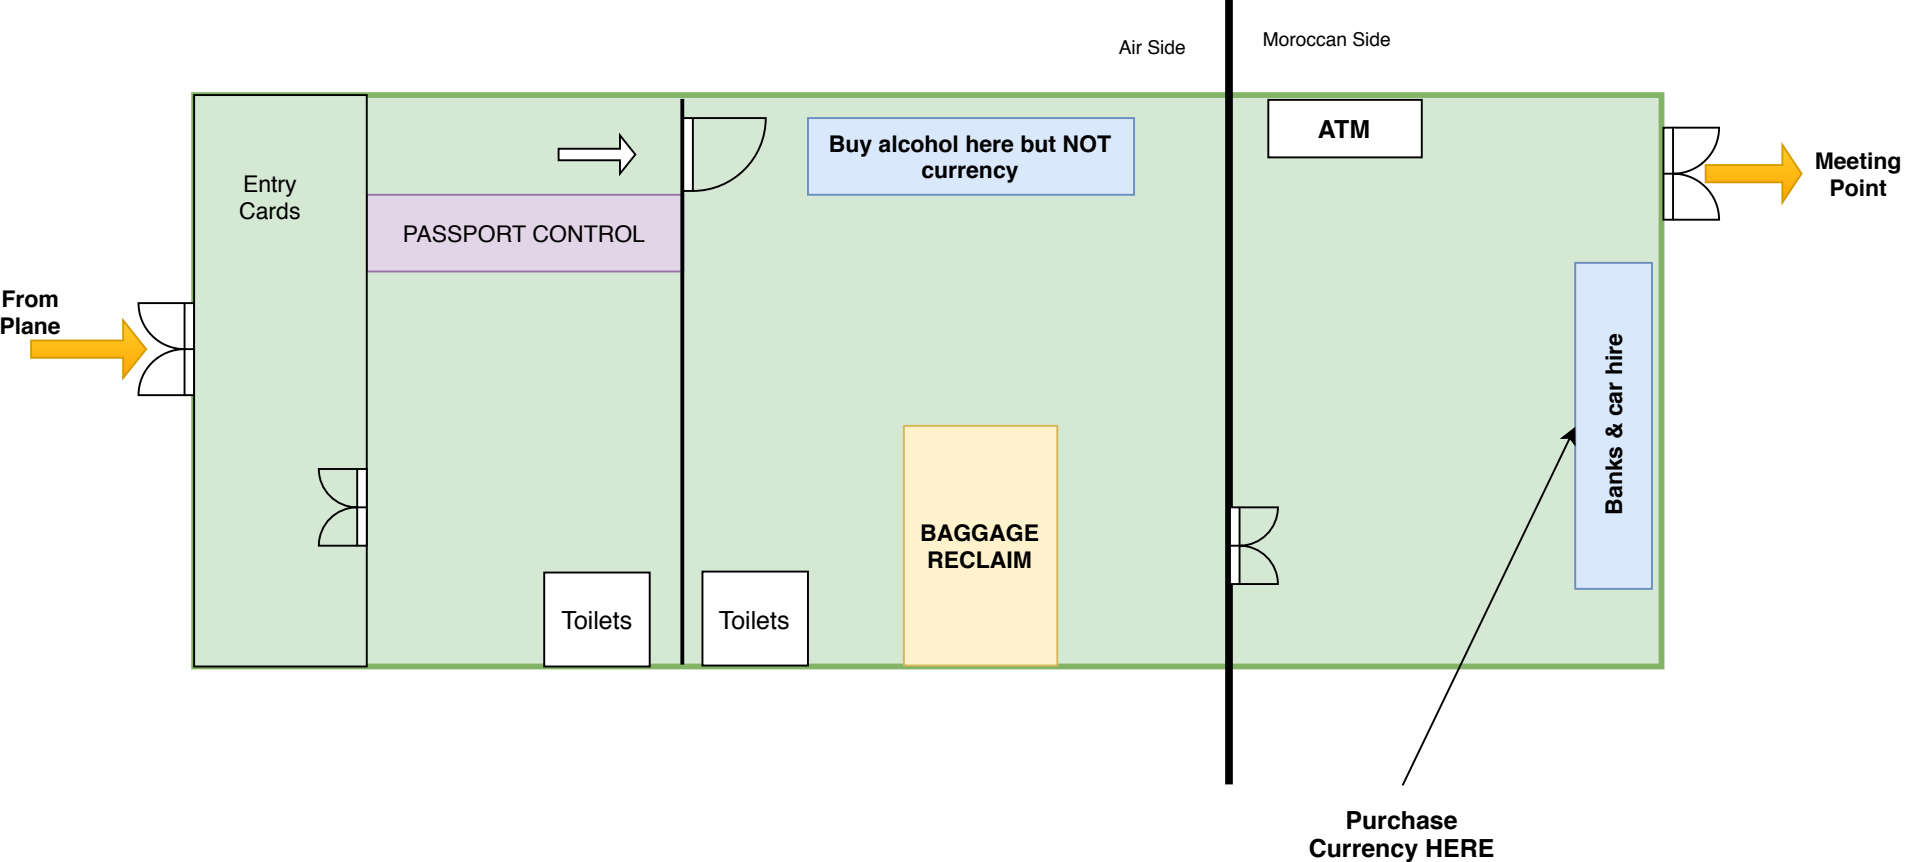 Air Side
Moroccan Side
Entry
Cards
PASSPORT CONTROL
Buy alcohol here but NOT
currency
ATM
Meeting
Point
From
Plane
Banks & car hire
BAGGAGE
RECLAIM
Toilets
Toilets
Purchase
Currency HERE